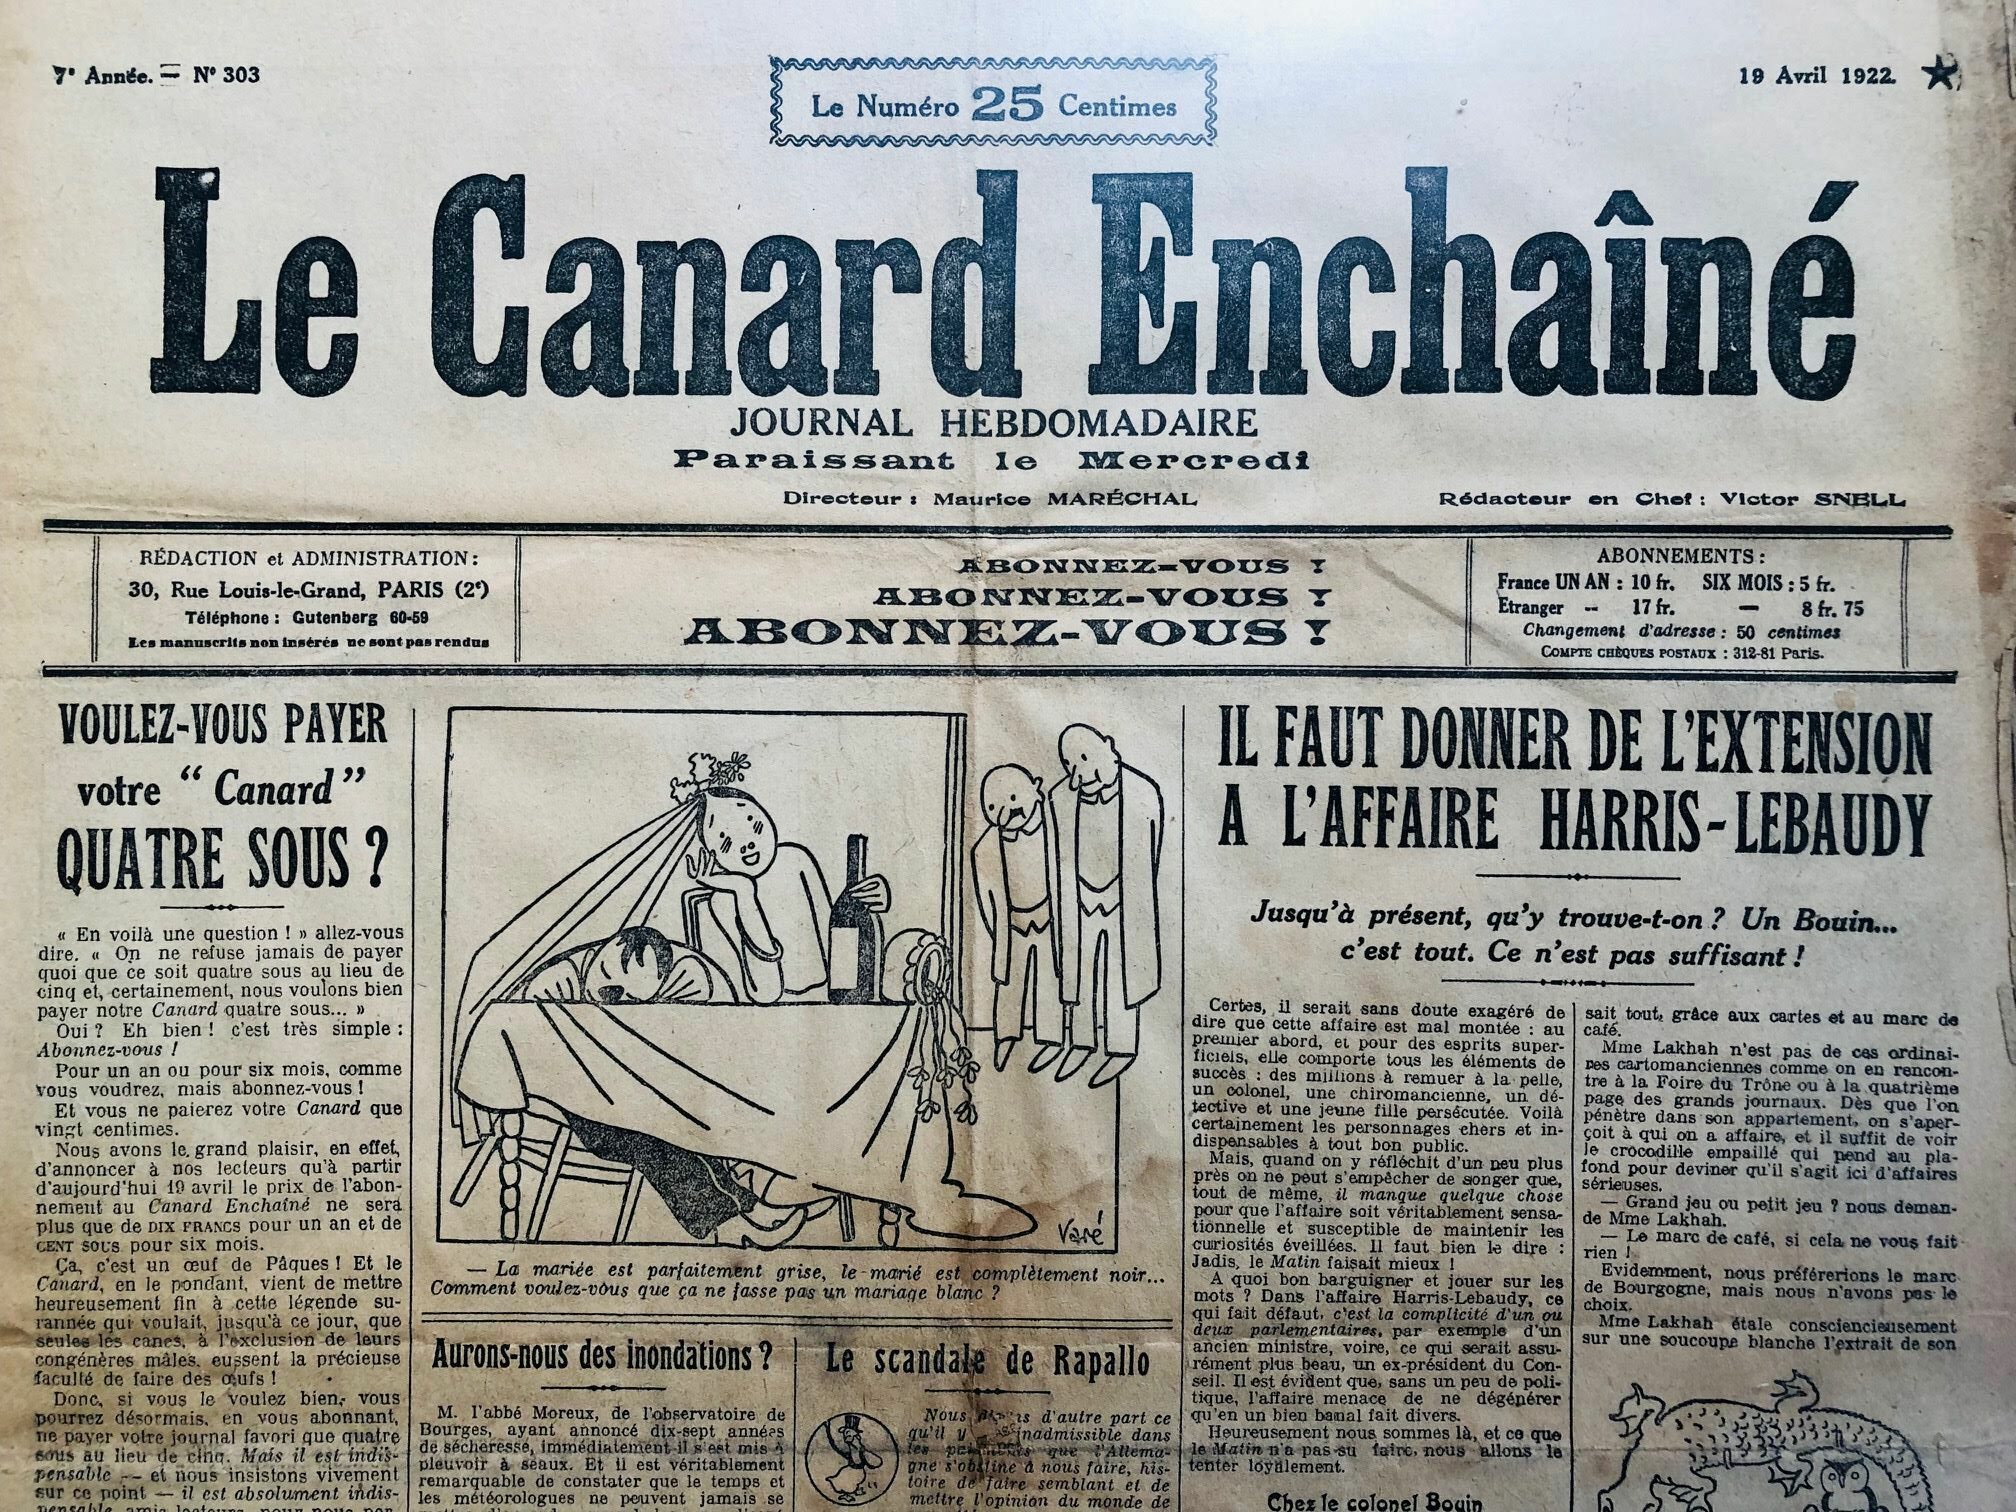 7e Année. — N° 303
Le Numéro 25 Centimes
19 Avril 1922
Le Canard Enchaîné
JOURNAL HEBDOMADAIRE
Paraissant le Mercredi
Directeur : Maurice MARÉCHAL
Rédacteur en Chef : Victor SNELL
RÉDACTION et ADMINISTRATION :
30, Rue Louis-le-Grand, PARIS (2e)
Téléphone : Gutenberg 60-59
Les manuscrits non insérés ne sont pas rendus
ABONNEZ-VOUS !
ABONNEZ-VOUS !
ABONNEZ-VOUS !
ABONNEMENTS :
France UN AN : 10 fr. SIX MOIS : 5 fr.
Etranger -- 17 fr. — 8 fr. 75
Changement d'adresse : 50 centimes
COMPTE CHÈQUES POSTAUX : 312-81 Paris.
VOULEZ-VOUS PAYER
votre "Canard"
QUATRE SOUS ?
« En voilà une question ! » allez-vous
dire. « On ne refuse jamais de payer
quoi que ce soit quatre sous au lieu de
cinq et, certainement, nous voulons bien
payer notre Canard quatre sous... »
Oui ? Eh bien ! c'est très simple :
Abonnez-vous !
Pour un an ou pour six mois, comme
vous voudrez, mais abonnez-vous !
Et vous ne paierez votre Canard que
vingt centimes.
Nous avons le grand plaisir, en effet,
d'annoncer à nos lecteurs qu'à partir
d'aujourd'hui 19 avril le prix de l'abon-
nement au Canard Enchaîné ne sera
plus que de DIX FRANCS pour un an et de
CENT SOUS pour six mois.
Ça, c'est un œuf de Pâques ! Et le
Canard, en le pondant, vient de mettre
heureusement fin à cette légende su-
rannée qui voulait, jusqu'à ce jour, que
seules les canes, à l'exclusion de leurs
congénères mâles, eussent la précieuse
faculté de faire des œufs !
Donc, si vous le voulez bien, vous
pourrez désormais, en vous abonnant,
ne payer votre journal favori que quatre
sous au lieu de cinq. Mais il est indis-
pensable — et nous insistons vivement
sur ce point — il est absolument indis-
Varé
— La mariée est parfaitement grise, le marié est complètement noir...
Comment voulez-vous que ça ne fasse pas un mariage blanc ?
Aurons-nous des inondations ?
M. l'abbé Moreux, de l'observatoire de
Bourges, ayant annoncé dix-sept années
de sécheresse, immédiatement il s'est mis à
pleuvoir à seaux. Et il est véritablement
remarquable de constater que le temps et
les météorologues ne peuvent jamais se
Le scandale de Rapallo
Nous d'autre part ce
qu'il y inadmissible dans
les que l'Allema-
gne s'obstine à nous faire, his-
toire de faire semblant et de
mettre l'opinion du monde de
IL FAUT DONNER DE L'EXTENSION
A L'AFFAIRE HARRIS-LEBAUDY
Jusqu'à présent, qu'y trouve-t-on ? Un Bouin...
c'est tout. Ce n'est pas suffisant !
Certes, il serait sans doute exagéré de
dire que cette affaire est mal montée : au
premier abord, et pour des esprits super-
ficiels, elle comporte tous les éléments de
succès : des millions à remuer à la pelle,
un colonel, une chiromancienne, un dé-
tective et une jeune fille persécutée. Voilà
certainement les personnages chers et in-
dispensables à tout bon public.
Mais, quand on y réfléchit d'un peu plus
près on ne peut s'empêcher de songer que,
tout de même, il manque quelque chose
pour que l'affaire soit véritablement sensa-
tionnelle et susceptible de maintenir les
curiosités éveillées. Il faut bien le dire :
Jadis, le Matin faisait mieux !
A quoi bon barguigner et jouer sur les
mots ? Dans l'affaire Harris-Lebaudy, ce
qui fait défaut, c'est la complicité d'un ou
deux parlementaires, par exemple d'un
ancien ministre, voire, ce qui serait assu-
rément plus beau, un ex-président du Con-
seil. Il est évident que, sans un peu de poli-
tique, l'affaire menace de ne dégénérer
qu'en un bien banal fait divers.
Heureusement nous sommes là, et ce que
le Matin n'a pas su faire, nous allons le
tenter loyalement.
Chez le colonel Bouin
sait tout, grâce aux cartes et au marc de
café.
Mme Lakhah n'est pas de ces ordinai-
res cartomanciennes comme on en rencon-
tre à la Foire du Trône ou à la quatrième
page des grands journaux. Dès que l'on
pénètre dans son appartement, on s'aper-
çoit à qui on a affaire, et il suffit de voir
le crocodille empaillé qui pend au pla-
fond pour deviner qu'il s'agit ici d'affaires
sérieuses.
— Grand jeu ou petit jeu ? nous deman-
de Mme Lakhah.
— Le marc de café, si cela ne vous fait
rien !
Evidemment, nous préférerions le marc
de Bourgogne, mais nous n'avons pas le
choix.
Mme Lakhah étale consciencieusement
sur une soucoupe blanche l'extrait de son